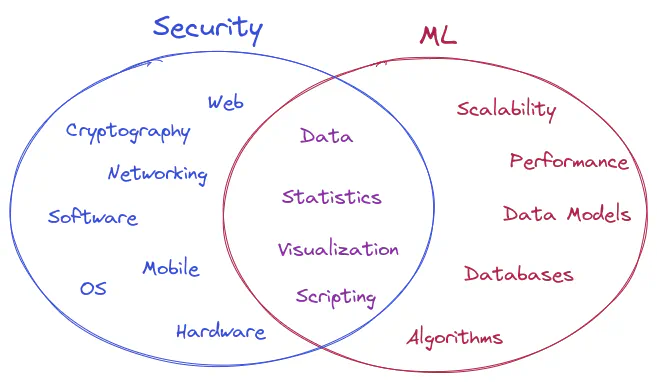 Security
Web
Cryptography
Networking
Software
Mobile
OS
Hardware
Data
Statistics
Visualization
Scripting
ML
Scalability
Performance
Data Models
Databases
Algorithms